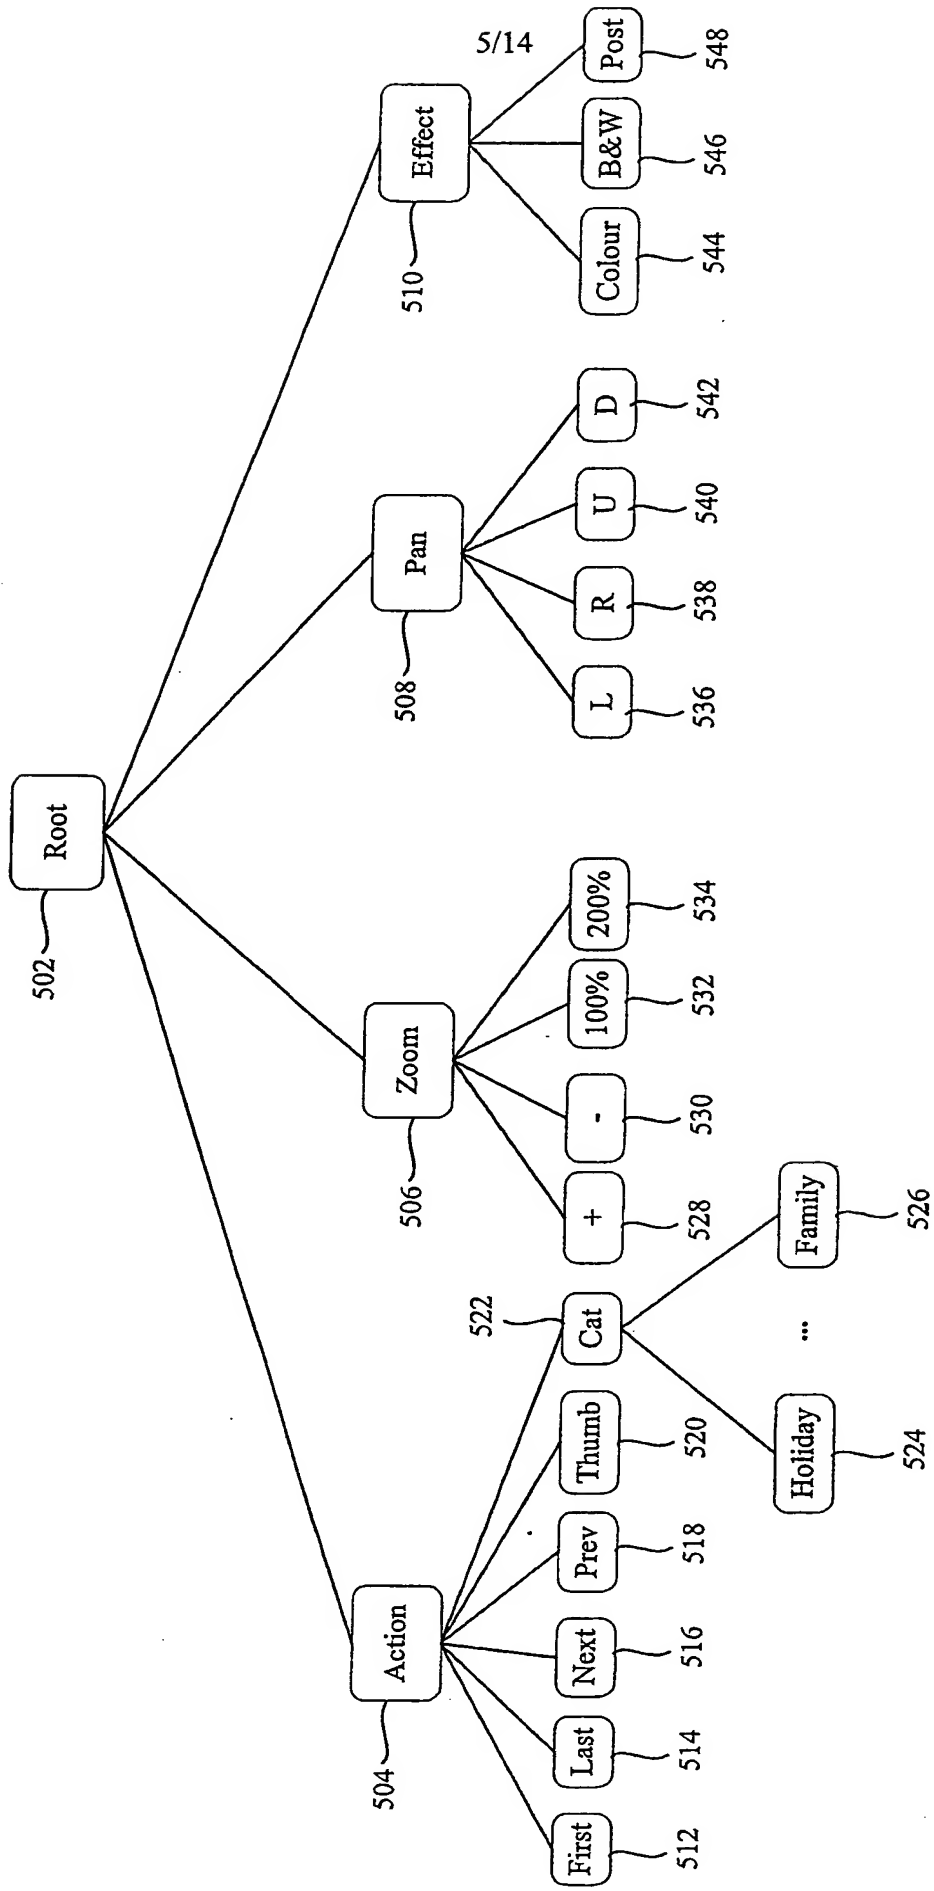 5/14
Root
502
Action
504
Zoom
506
Pan
508
Effect
510
First
512
Last
514
Next
516
Prev
518
Thumb
520
Cat
522
+
528
-
530
100%
532
200%
534
L
536
R
538
U
540
D
542
Colour
544
B&W
546
Post
548
Holiday
524
...
Family
526